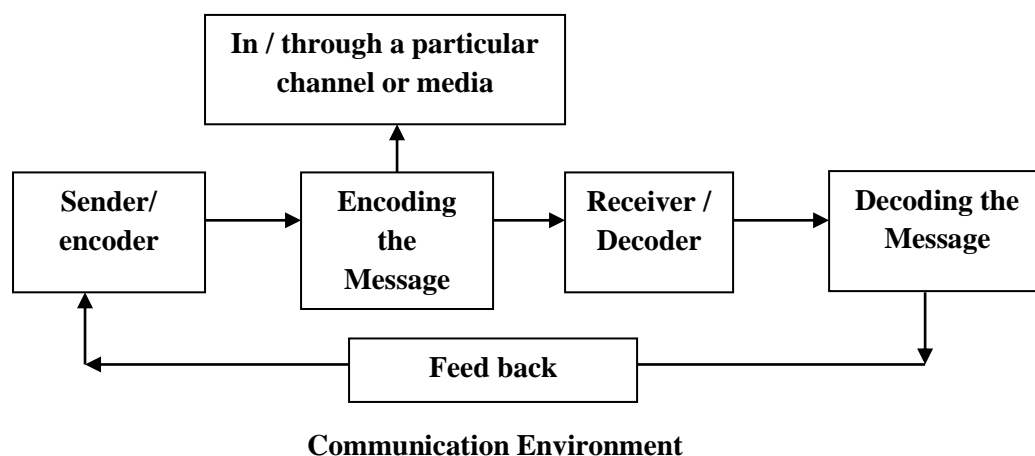 In / through a particular
channel or media
Sender/
encoder
Encoding
the
Message
Receiver /
Decoder
Decoding the
Message
Feed back
Communication Environment